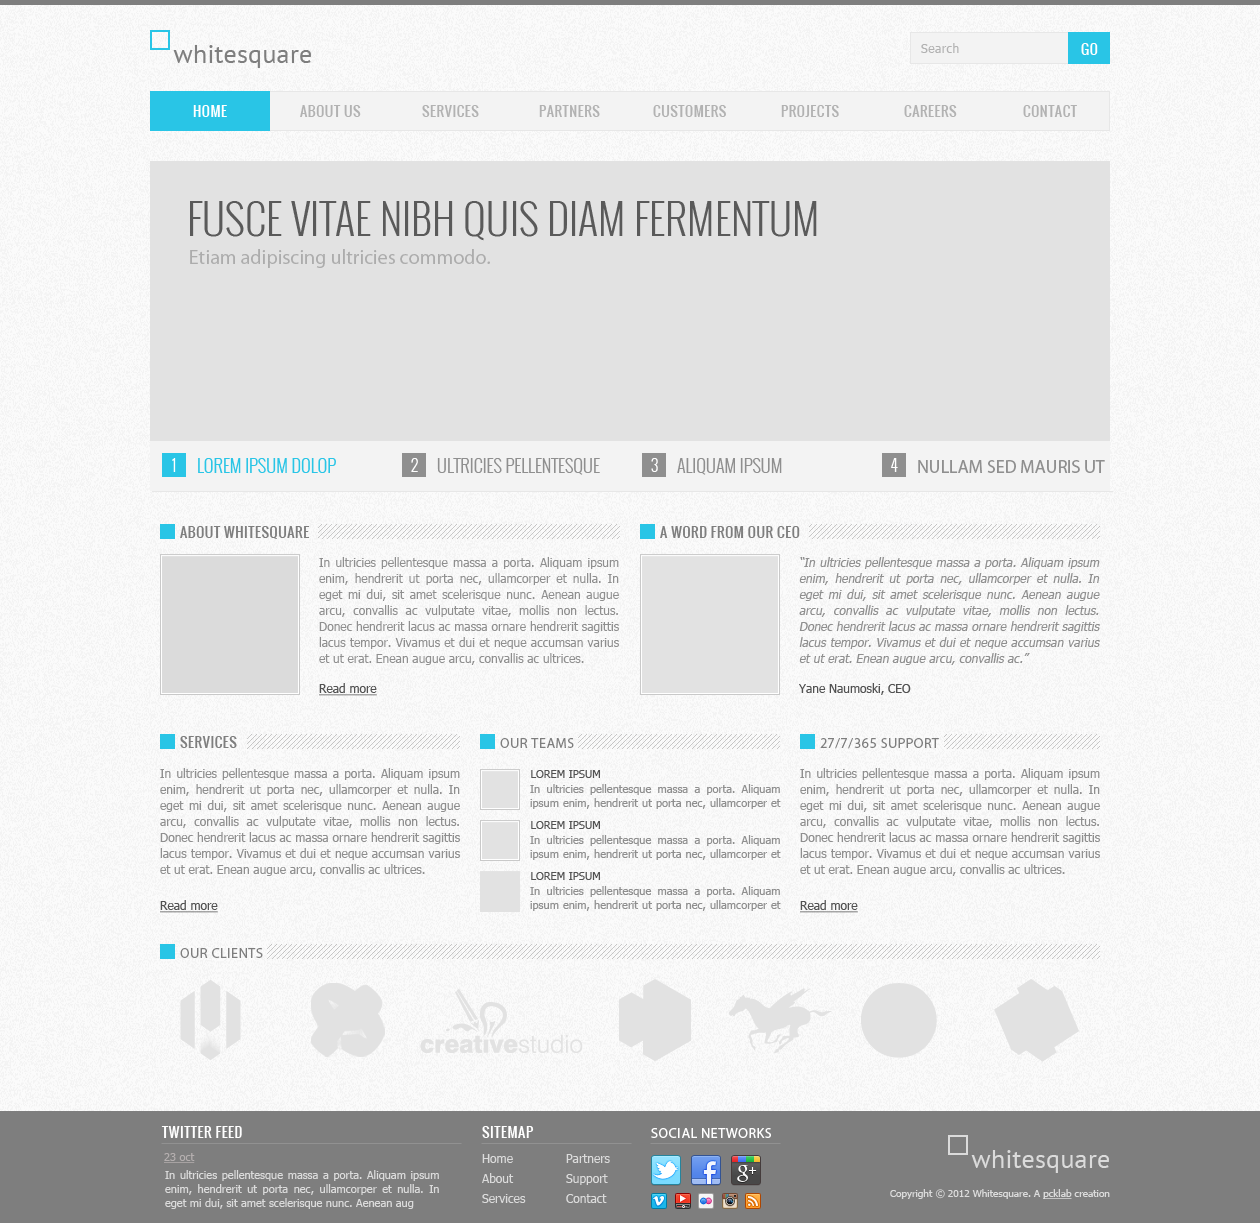 whitesquare
Search
GO
HOME
ABOUT US
SERVICES
PARTNERS
CUSTOMERS
PROJECTS
CAREERS
CONTACT
FUSCE VITAE NIBH QUIS DIAM FERMENTUM
Etiam adipiscing ultricies commodo.
1 LOREM IPSUM DOLOP
2 ULTRICIES PELLENTESQUE
3 ALIQUAM IPSUM
4 NULLAM SED MAURIS UT
ABOUT WHITESQUARE
In ultricies pellentesque massa a porta. Aliquam ipsum
enim, hendrerit ut porta nec, ullamcorper et nulla. In
eget mi dui, sit amet scelerisque nunc. Aenean augue
arcu, convallis ac vulputate vitae, mollis non lectus.
Donec hendrerit lacus ac massa ornare hendrerit sagittis
lacus tempor. Vivamus et dui et neque accumsan varius
et ut erat. Enean augue arcu, convallis ac ultrices.
Read more
A WORD FROM OUR CEO
“In ultricies pellentesque massa a porta. Aliquam ipsum
enim, hendrerit ut porta nec, ullamcorper et nulla. In
eget mi dui, sit amet scelerisque nunc. Aenean augue
arcu, convallis ac vulputate vitae, mollis non lectus.
Donec hendrerit lacus ac massa ornare hendrerit sagittis
lacus tempor. Vivamus et dui et neque accumsan varius
et ut erat. Enean augue arcu, convallis ac.”
Yane Naumoski, CEO
SERVICES
In ultricies pellentesque massa a porta. Aliquam ipsum
enim, hendrerit ut porta nec, ullamcorper et nulla. In
eget mi dui, sit amet scelerisque nunc. Aenean augue
arcu, convallis ac vulputate vitae, mollis non lectus.
Donec hendrerit lacus ac massa ornare hendrerit sagittis
lacus tempor. Vivamus et dui et neque accumsan varius
et ut erat. Enean augue arcu, convallis ac ultrices.
Read more
OUR TEAMS
LOREM IPSUM
In ultricies pellentesque massa a porta. Aliquam
ipsum enim, hendrerit ut porta nec, ullamcorper et
LOREM IPSUM
In ultricies pellentesque massa a porta. Aliquam
ipsum enim, hendrerit ut porta nec, ullamcorper et
LOREM IPSUM
In ultricies pellentesque massa a porta. Aliquam
ipsum enim, hendrerit ut porta nec, ullamcorper et
27/7/365 SUPPORT
In ultricies pellentesque massa a porta. Aliquam ipsum
enim, hendrerit ut porta nec, ullamcorper et nulla. In
eget mi dui, sit amet scelerisque nunc. Aenean augue
arcu, convallis ac vulputate vitae, mollis non lectus.
Donec hendrerit lacus ac massa ornare hendrerit sagittis
lacus tempor. Vivamus et dui et neque accumsan varius
et ut erat. Enean augue arcu, convallis ac ultrices.
Read more
OUR CLIENTS
creativestudio
TWITTER FEED
23 oct
In ultricies pellentesque massa a porta. Aliquam ipsum
enim, hendrerit ut porta nec, ullamcorper et nulla. In
eget mi dui, sit amet scelerisque nunc. Aenean aug
SITEMAP
Home
About
Services
Partners
Support
Contact
SOCIAL NETWORKS
f
g+
v
whitesquare
Copyright © 2012 Whitesquare. A pcklab creation